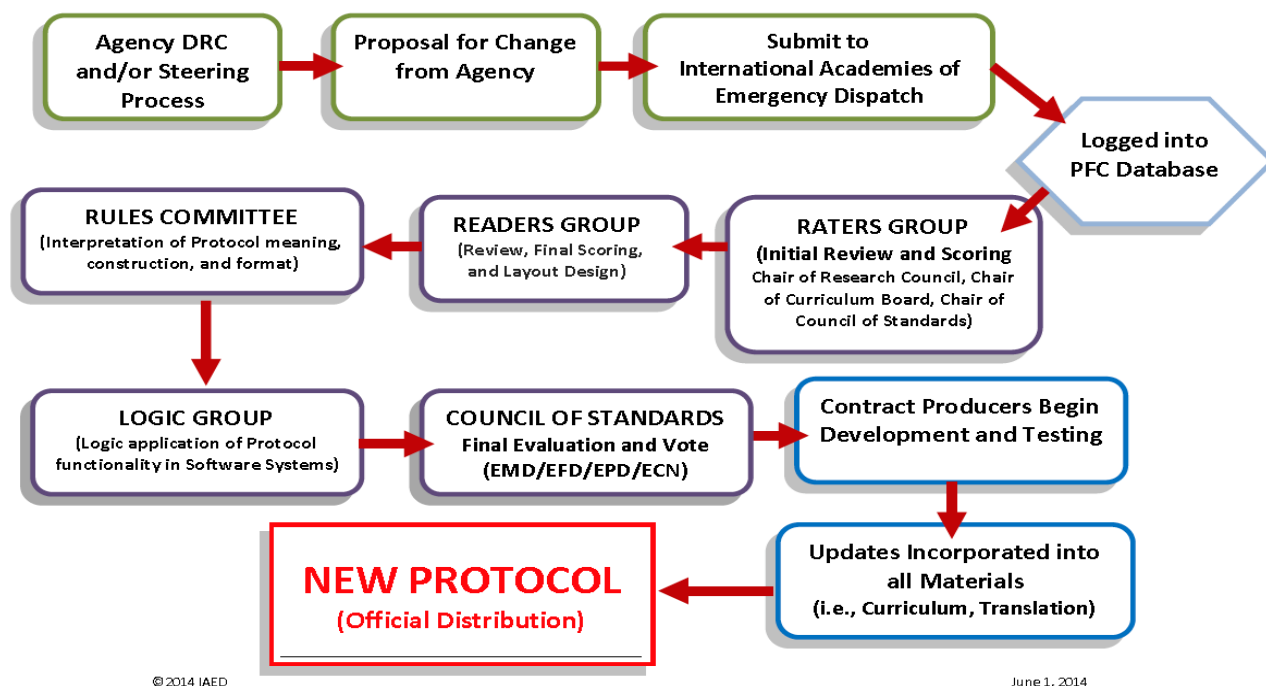 Agency DRC
and/or Steering
Process
Proposal for Change
from Agency
Submit to
International Academies of
Emergency Dispatch
Logged into
PFC Database
RATERS GROUP
(Initial Review and Scoring
Chair of Research Council, Chair
of Curriculum Board, Chair of
Council of Standards)
READERS GROUP
(Review, Final Scoring,
and Layout Design)
RULES COMMITTEE
(Interpretation of Protocol meaning,
construction, and format)
LOGIC GROUP
(Logic application of Protocol
functionality in Software Systems)
COUNCIL OF STANDARDS
Final Evaluation and Vote
(EMD/EFD/EPD/ECN)
Contract Producers Begin
Development and Testing
Updates Incorporated into
all Materials
(i.e., Curriculum, Translation)
NEW PROTOCOL
(Official Distribution)
©2014 IAED
June 1, 2014